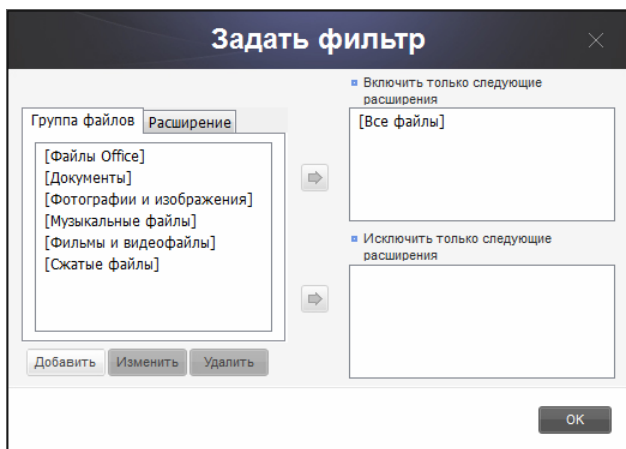 Задать фильтр
Группа файлов
Расширение
[Файлы Office]
[Документы]
[Фотографии и изображения]
[Музыкальные файлы]
[Фильмы и видеофайлы]
[Сжатые файлы]
Добавить
Изменить
Удалить
Включить только следующие
расширения
[Все файлы]
Исключить только следующие
расширения
OK